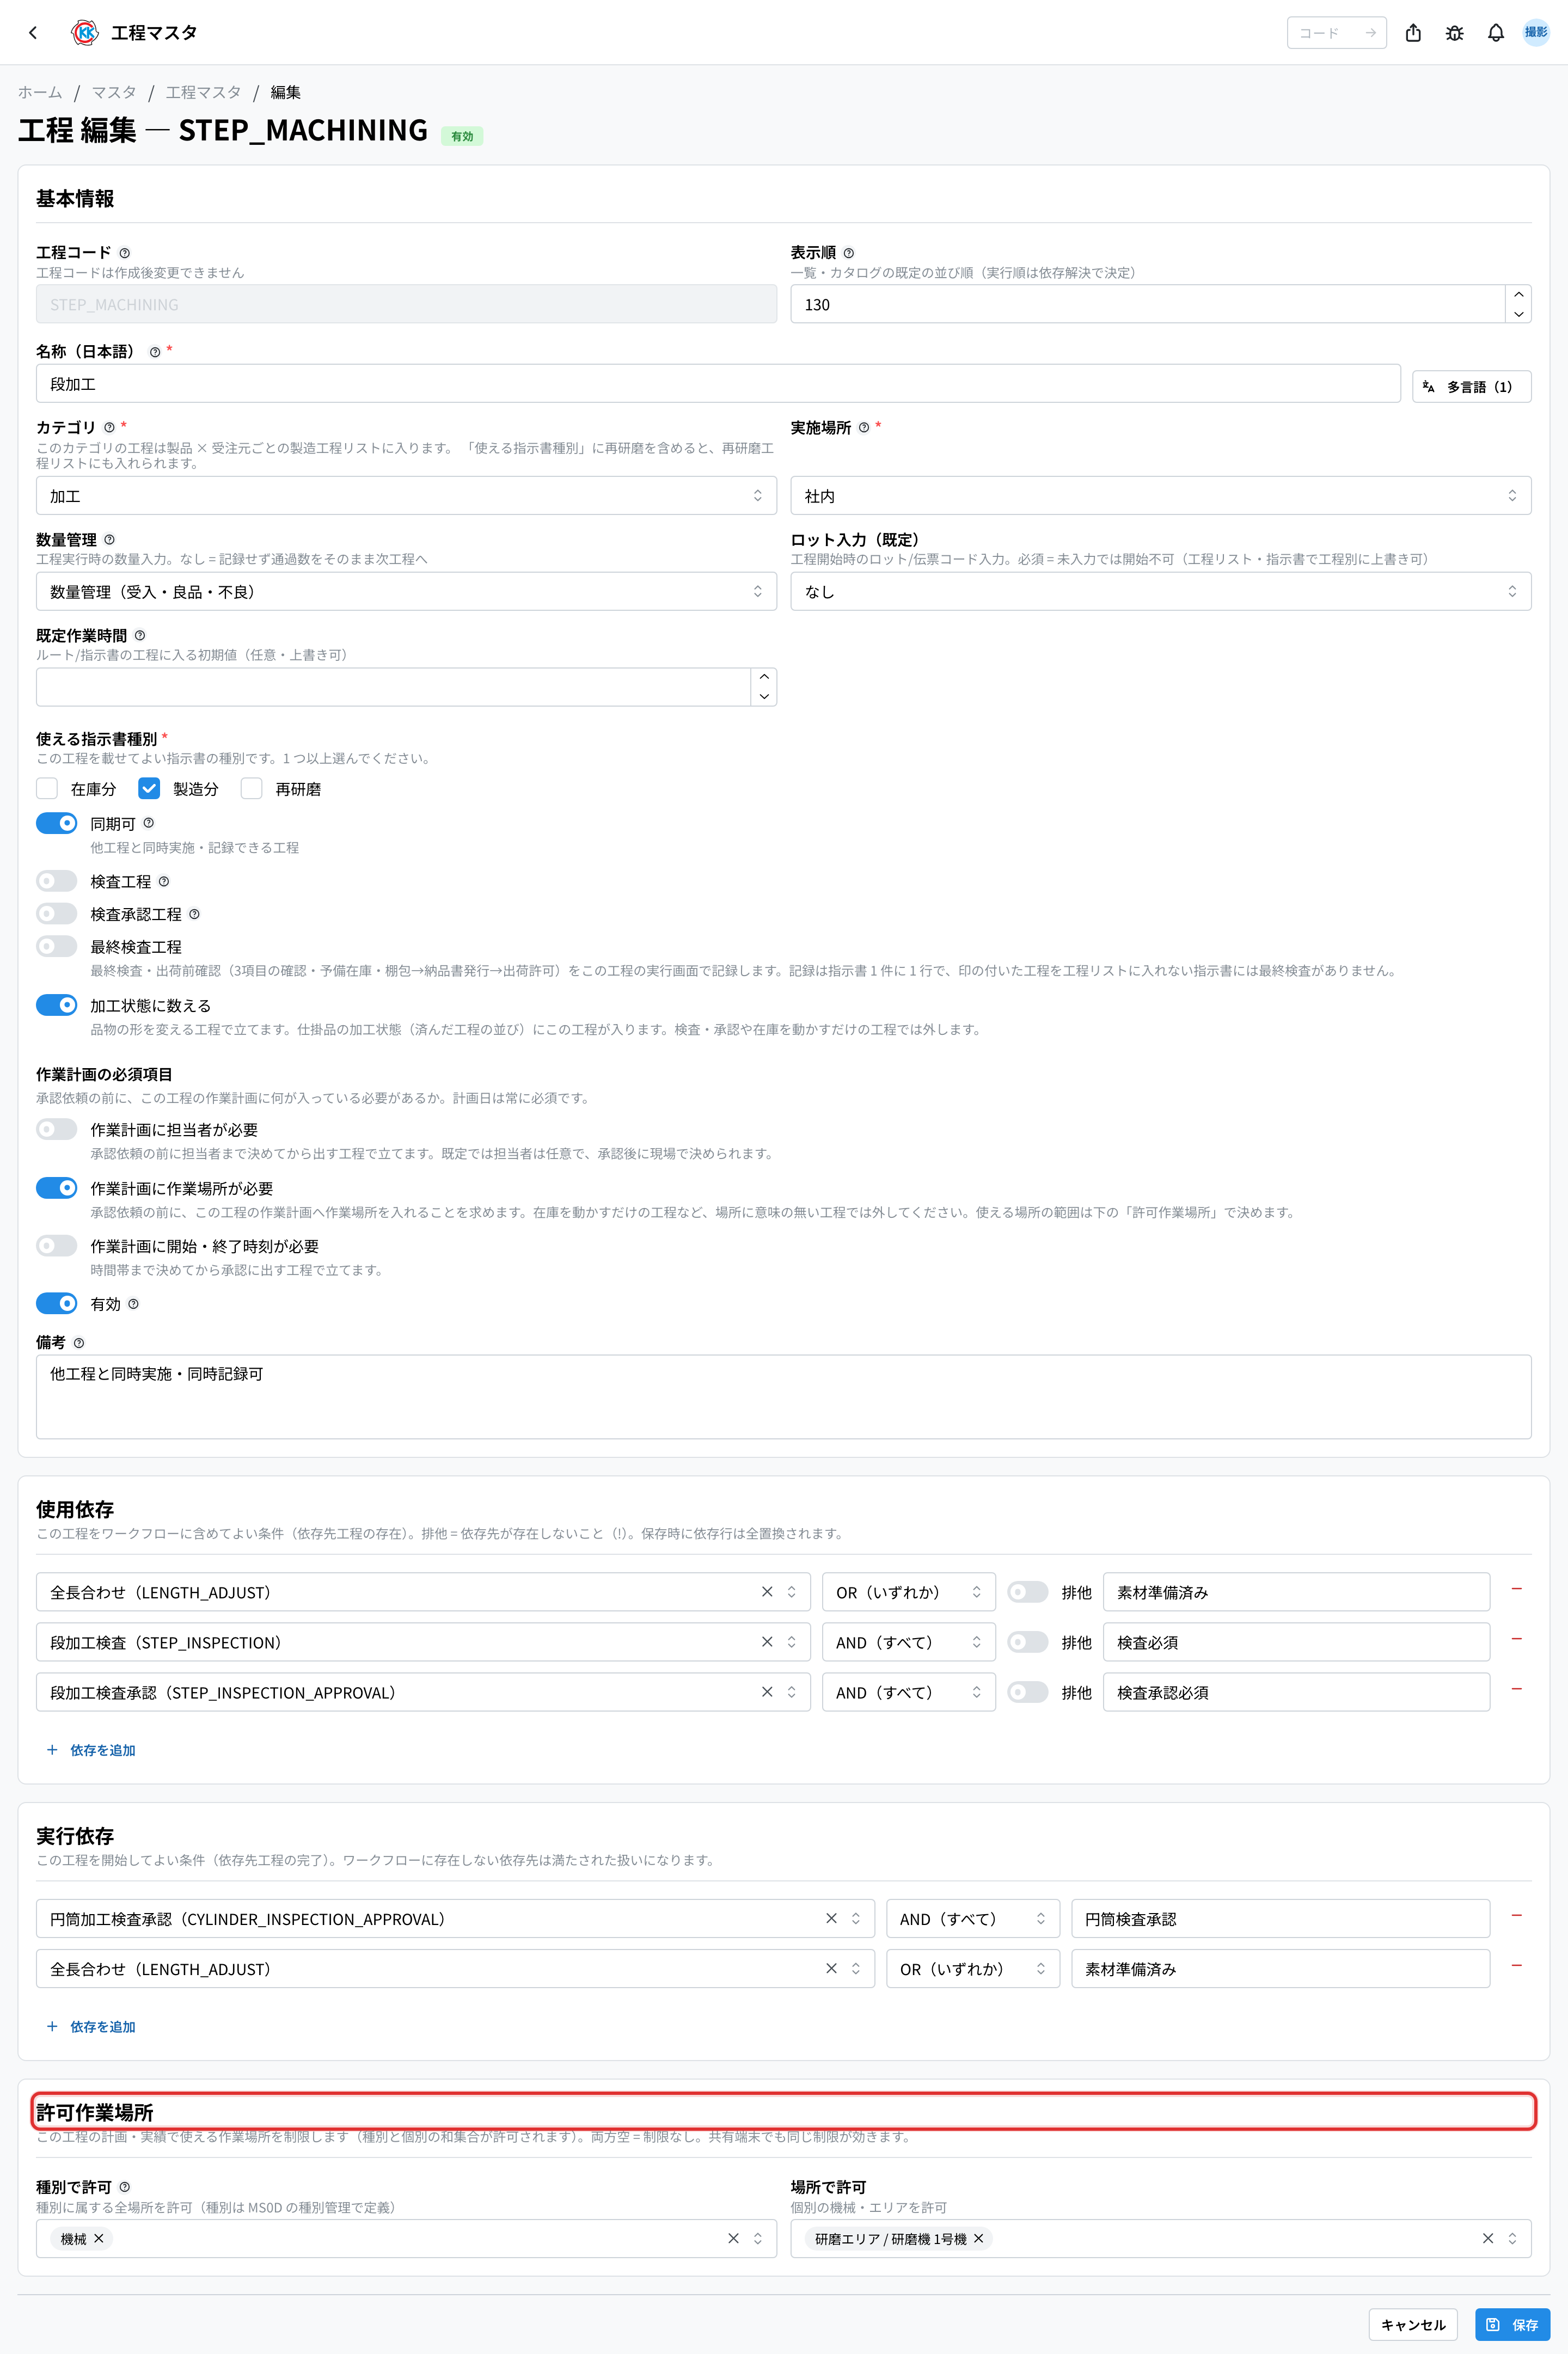 工程マスタ
コード
撮影
ホーム / マスタ / 工程マスタ / 編集
工程 編集 — STEP_MACHINING 有効
基本情報
工程コード
工程コードは作成後変更できません
STEP_MACHINING
表示順
一覧・カタログの既定の並び順（実行順は依存解決で決定）
130
名称（日本語） *
段加工
多言語（1）
カテゴリ *
このカテゴリの工程は製品 × 受注元ごとの製造工程リストに入ります。「使える指示書種別」に再研磨を含めると、再研磨工
程リストにも入れられます。
加工
実施場所 *
社内
数量管理
工程実行時の数量入力。なし = 記録せず通過数をそのまま次工程へ
数量管理（受入・良品・不良）
ロット入力（既定）
工程開始時のロット/伝票コード入力。必須 = 未入力では開始不可（工程リスト・指示書で工程別に上書き可）
なし
既定作業時間
ルート/指示書の工程に入る初期値（任意・上書き可）
使える指示書種別 *
この工程を載せてよい指示書の種別です。1 つ以上選んでください。
在庫分 製造分 再研磨
同期可
他工程と同時実施・記録できる工程
検査工程
検査承認工程
最終検査工程
最終検査・出荷前確認（3項目の確認・予備在庫・棚包→納品書発行→出荷許可）をこの工程の実行画面で記録します。記録は指示書 1 件に 1 行で、印の付いた工程を工程リストに入れない指示書には最終検査がありません。
加工状態に数える
品物の形を変える工程で立てます。仕掛品の加工状態（済んだ工程の並び）にこの工程が入ります。検査・承認や在庫を動かすだけの工程では外します。
作業計画の必須項目
承認依頼の前に、この工程の作業計画に何が入っている必要があるか。計画日は常に必須です。
作業計画に担当者が必要
承認依頼の前に担当者まで決めてから出す工程で立てます。既定では担当者は任意で、承認後に現場で決められます。
作業計画に作業場所が必要
承認依頼の前に、この工程の作業計画へ作業場所を入れることを求めます。在庫を動かすだけの工程など、場所に意味の無い工程では外してください。使える場所の範囲は下の「許可作業場所」で決めます。
作業計画に開始・終了時刻が必要
時間帯まで決めてから承認に出す工程で立てます。
有効
備考
他工程と同時実施・同時記録可
使用依存
この工程をワークフローに含めてよい条件（依存先工程の存在）。排他 = 依存先が存在しないこと（!）。保存時に依存行は全置換されます。
全長合わせ（LENGTH_ADJUST） OR（いずれか） 排他 素材準備済み
段加工検査（STEP_INSPECTION） AND（すべて） 排他 検査必須
段加工検査承認（STEP_INSPECTION_APPROVAL） AND（すべて） 排他 検査承認必須
依存を追加
実行依存
この工程を開始してよい条件（依存先工程の完了）。ワークフローに存在しない依存先は満たされた扱いになります。
円筒加工検査承認（CYLINDER_INSPECTION_APPROVAL） AND（すべて） 円筒検査承認
全長合わせ（LENGTH_ADJUST） OR（いずれか） 素材準備済み
依存を追加
許可作業場所
この工程の計画・実績で使える作業場所を制限します（種別と個別の和集合が許可されます）。両方空 = 制限なし。共有端末でも同じ制限が効きます。
種別で許可
種別に属する全場所を許可（種別は MS0D の種別管理で定義）
機械
場所で許可
個別の機械・エリアを許可
研磨エリア / 研磨機 1号機
キャンセル 保存